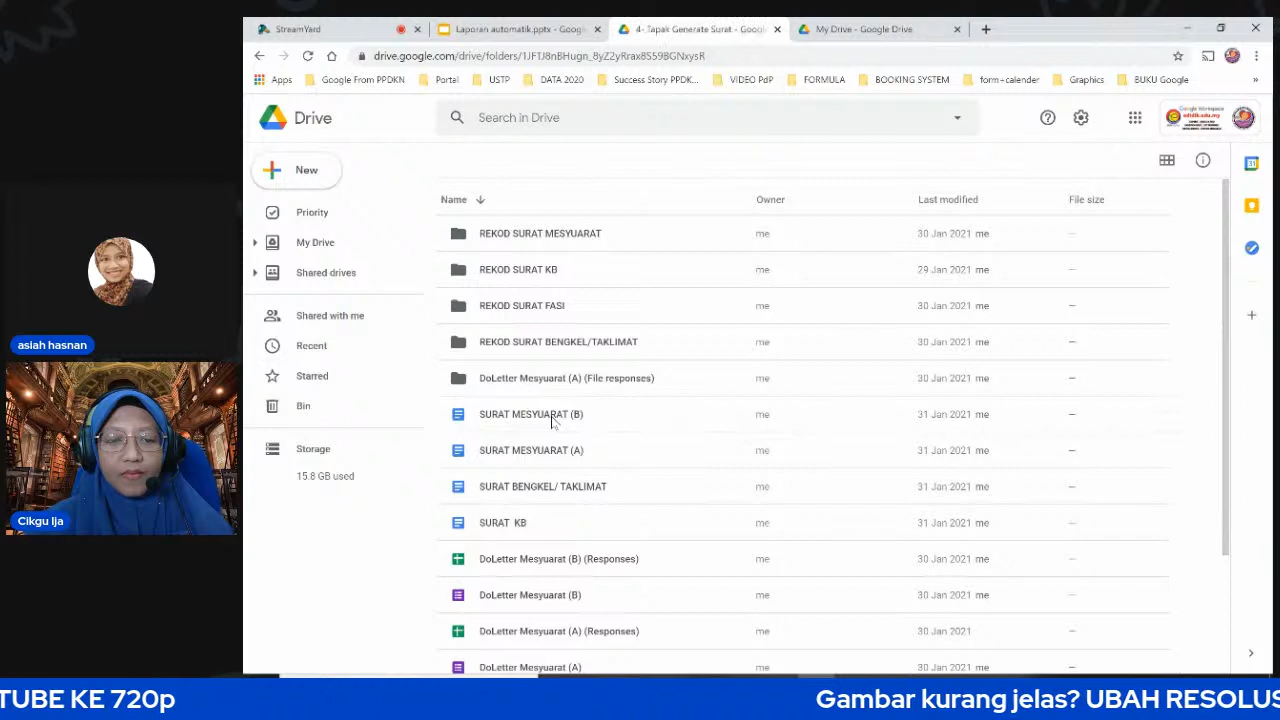 StreamYard
Laporan automatik.pptx - Goog
4- Tapak Generate Surat - Googl
My Drive - Google Drive
drive.google.com/drive/folders/1JFTJ8nBHugn_8yZ2yRrax8S59BGNxysR
Apps
Google From PPDKN
Portal
USTP
DATA 2020
Success Story PPDK...
VIDEO PdP
FORMULA
BOOKING SYSTEM
form+calender
Graphics
BUKU Google
Drive
Search in Drive
Google Workspace
New
Priority
My Drive
Shared drives
Shared with me
Recent
Starred
Bin
Storage
15.8 GB used
Name Owner Last modified File size
REKOD SURAT MESYUARAT me 30 Jan 2021 me —
REKOD SURAT KB me 29 Jan 2021 me —
REKOD SURAT FASI me 30 Jan 2021 me —
REKOD SURAT BENGKEL/TAKLIMAT me 30 Jan 2021 me —
DoLetter Mesyuarat (A) (File responses) me 30 Jan 2021 me —
SURAT MESYUARAT (B) me 31 Jan 2021 me —
SURAT MESYUARAT (A) me 31 Jan 2021 me —
SURAT BENGKEL/ TAKLIMAT me 31 Jan 2021 me —
SURAT KB me 31 Jan 2021 me —
DoLetter Mesyuarat (B) (Responses) me 30 Jan 2021 me —
DoLetter Mesyuarat (B) me 30 Jan 2021 me —
DoLetter Mesyuarat (A) (Responses) me 30 Jan 2021 —
DoLetter Mesyuarat (A) me 30 Jan 2021 me —
asiah hasnan
Cikgu Ija
TUBE KE 720p
Gambar kurang jelas? UBAH RESOLUS